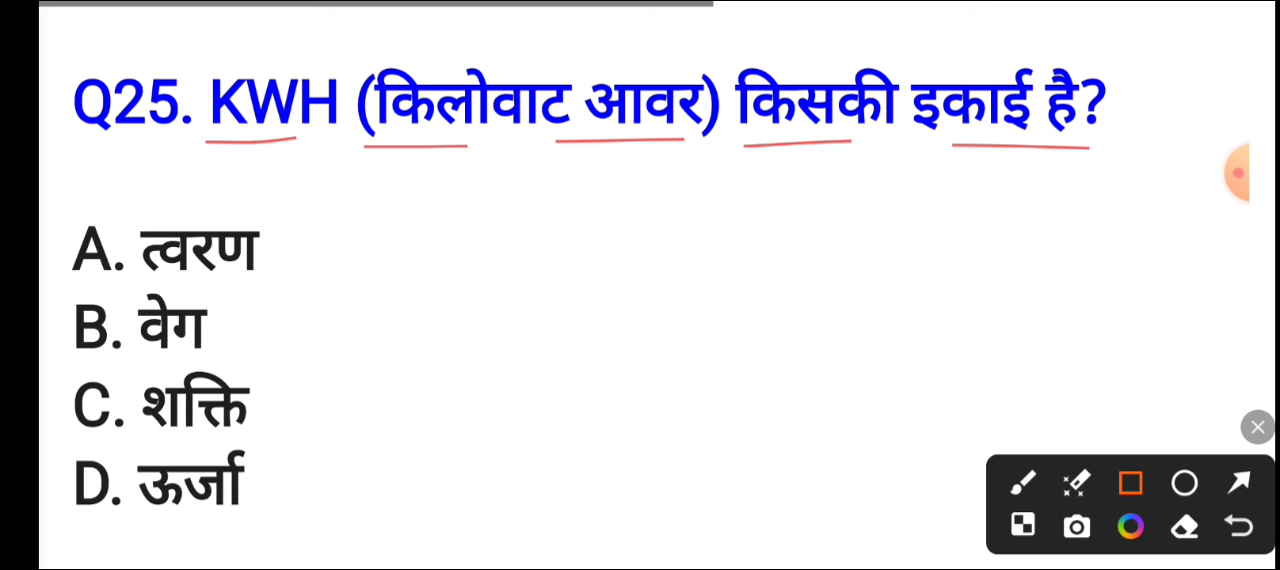 Q25. KWH (किलोवाट आवर) किसकी इकाई है?
A. त्वरण
B. वेग
C. शक्ति
D. ऊर्जा